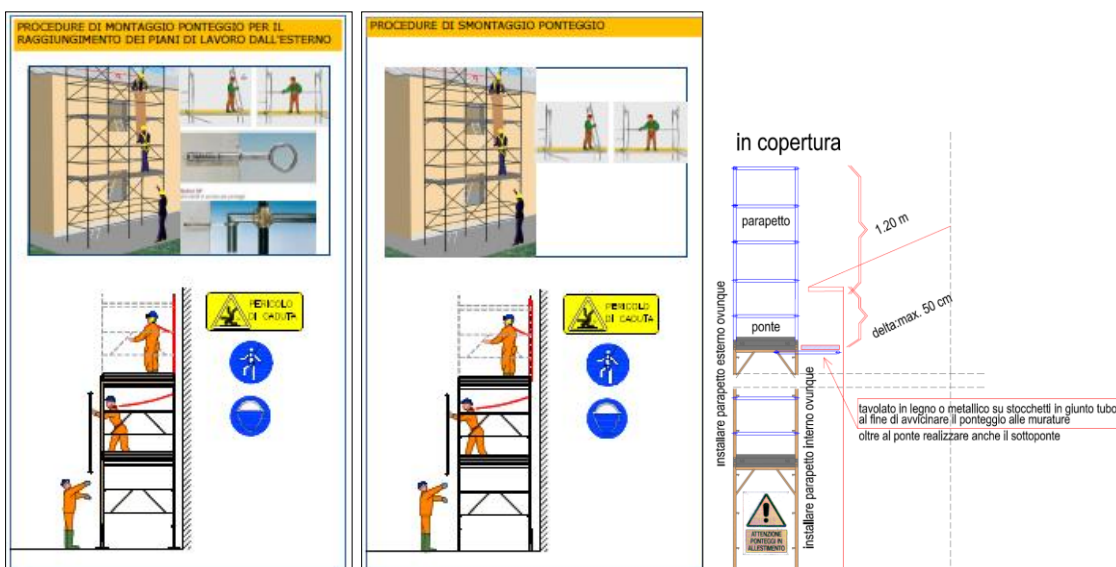 PROCEDURE DI MONTAGGIO PONTEGGIO PER IL
RAGGIUNGIMENTO DEI PIANI DI LAVORO DALL'ESTERNO
PERICOLO
DI CADUTA
PROCEDURE DI SMONTAGGIO PONTEGGIO
PERICOLO
DI CADUTA
in copertura
parapetto
1.20 m
ponte
delta:max. 50 cm
installare parapetto esterno ovunque
installare parapetto interno ovunque
tavolato in legno o metallico su stocchetti in giunto tubo
al fine di avvicinare il ponteggio alle murature
oltre al ponte realizzare anche il sottoponte
ATTENZIONE
PONTEGGI IN
ALLESTIMENTO